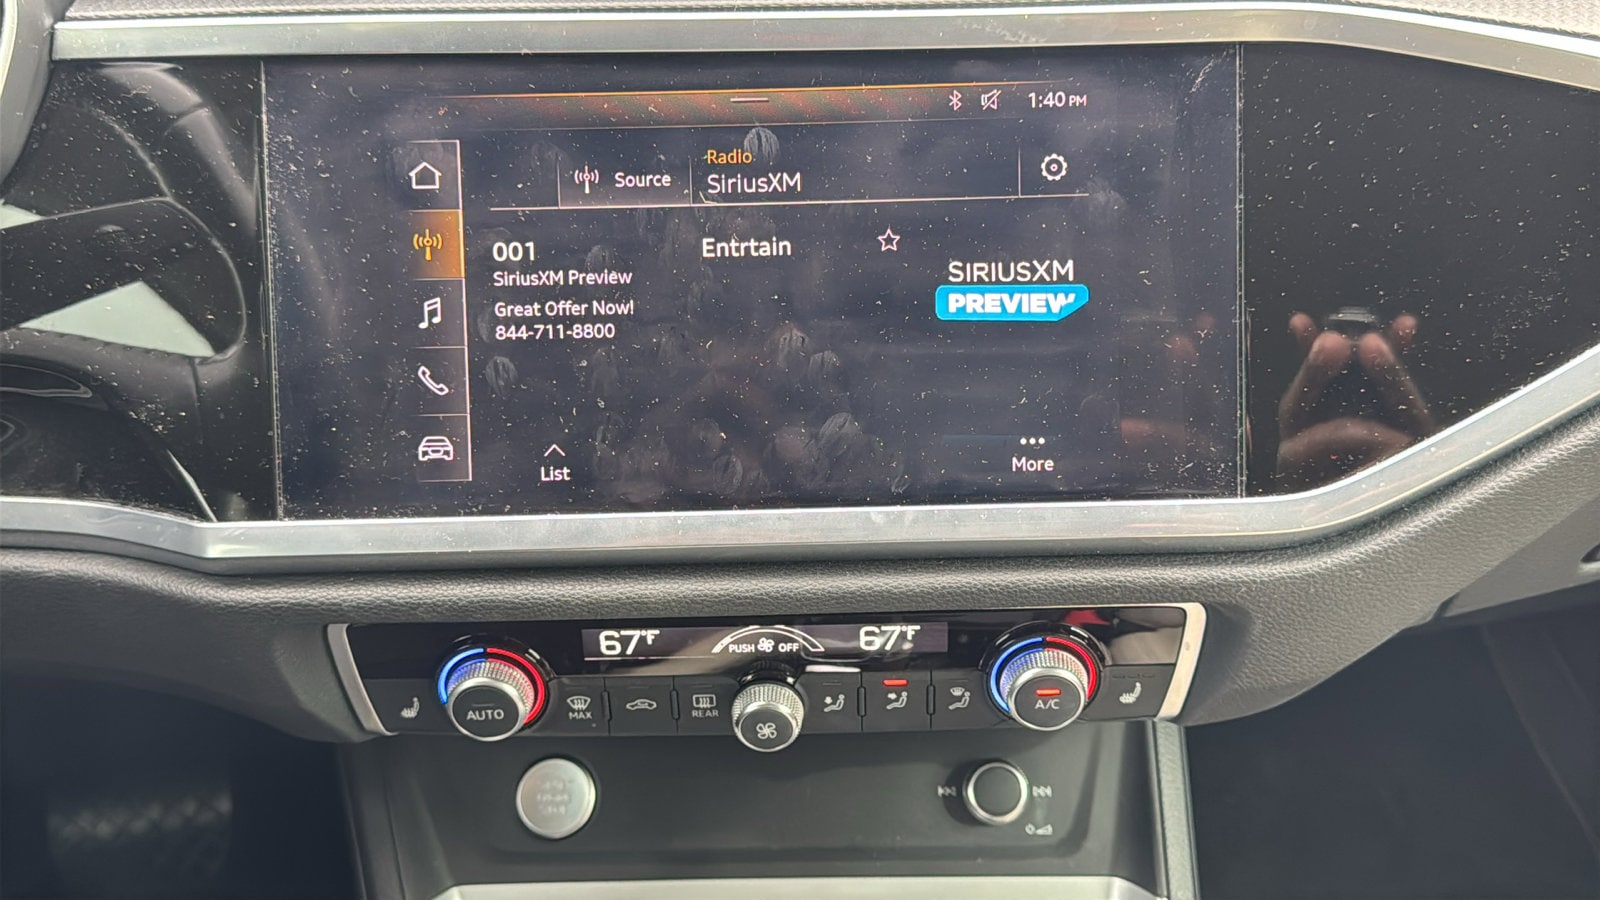 1:40 PM
Radio
Source
SiriusXM
001
Entrtain
SiriusXM Preview
SIRIUSXM
PREVIEW
Great Offer Now!
844-711-8800
List
More
67°F
PUSH OFF
67°F
AUTO
MAX
REAR
A/C